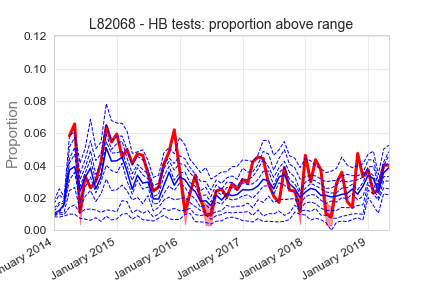 L82068 - HB tests: proportion above range
0.12
0.10
0.08
0.06
0.04
0.02
0.00
Proportion
January 2015
January 2016
January 2017
January 2018
January 2019
2014